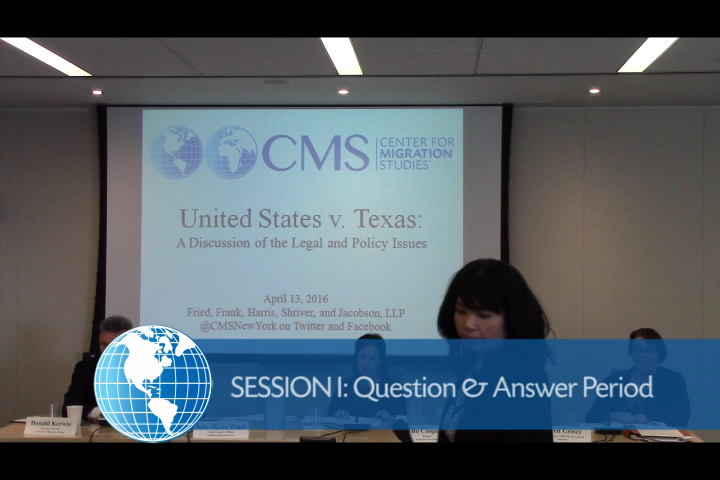 CMS
CENTER FOR
MIGRATION
STUDIES
United States v. Texas:
A Discussion of the Legal and Policy Issues
April 13, 2016
Fried, Frank, Harris, Shriver, and Jacobson, LLP
@CMSNewYork on Twitter and Facebook
SESSION I: Question & Answer Period
Donald Kerwin